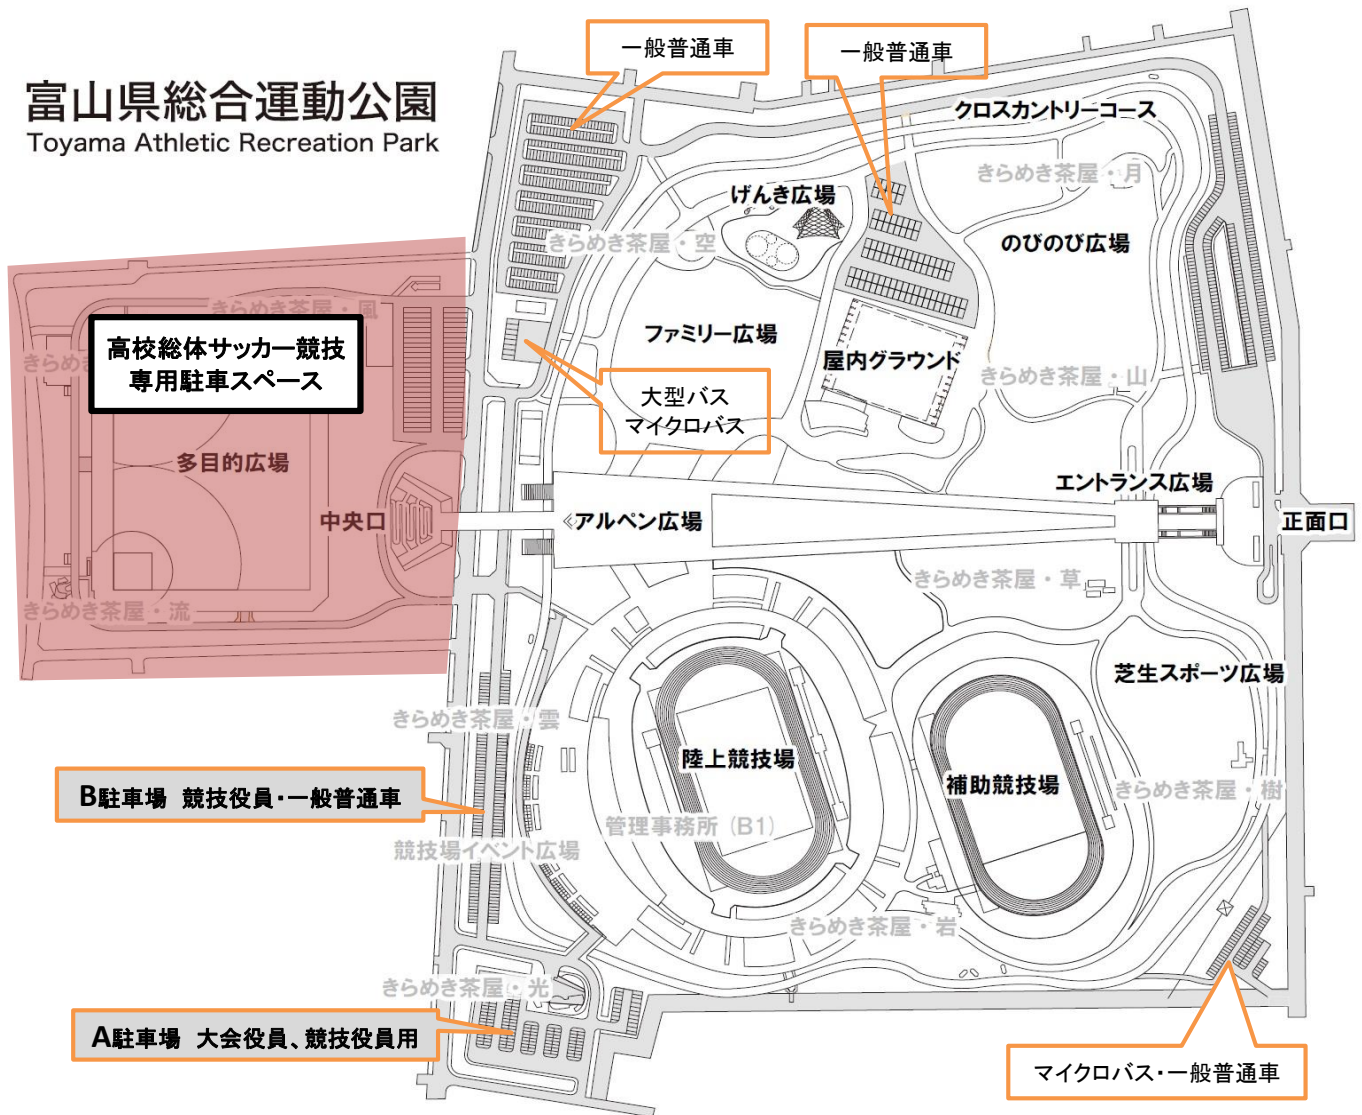 一般普通車
一般普通車
富山県総合運動公園
Toyama Athletic Recreation Park
クロスカントリーコース
きらめき茶屋・月
げんき広場
きらめき茶屋・空
のびのび広場
きらめき茶屋・風
高校総体サッカー競技
専用駐車スペース
きらめ
ファミリー広場
屋内グラウンド
きらめき茶屋・山
大型バス
マイクロバス
多目的広場
エントランス広場
中央口
アルペン広場
正面口
きらめき茶屋・草
きらめき茶屋・流
芝生スポーツ広場
きらめき茶屋・雲
陸上競技場
補助競技場
きらめき茶屋・樹
B駐車場 競技役員・一般普通車
管理事務所 (B1)
競技場イベント広場
きらめき茶屋・岩
きらめき茶屋・光
A駐車場 大会役員、競技役員用
マイクロバス・一般普通車